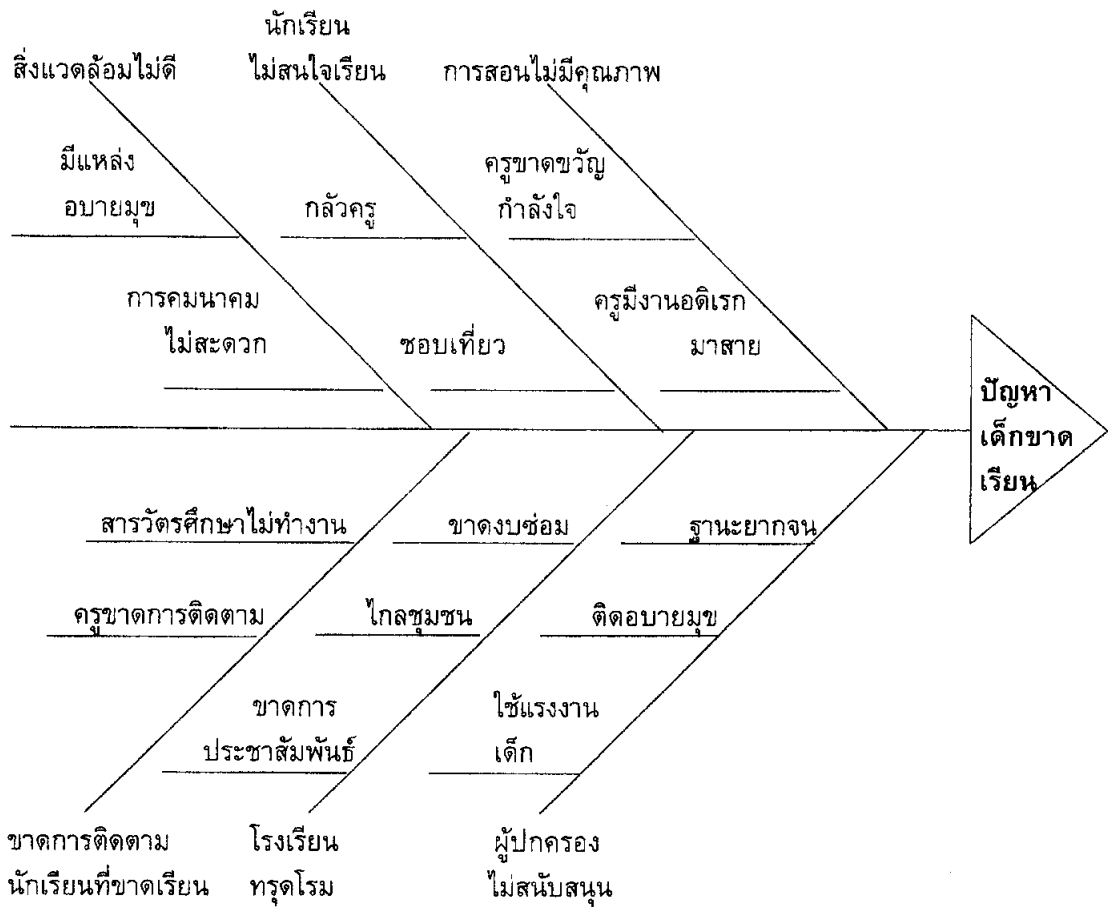 สิ่งแวดล้อมไม่ดี
นักเรียน
ไม่สนใจเรียน
การสอนไม่มีคุณภาพ
มีแหล่ง
อบายมุข
กลัวครู
ครูขาดขวัญ
กำลังใจ
การคมนาคม
ไม่สะดวก
ชอบเที่ยว
ครูมีงานอดิเรก
มาสาย
ปัญหา
เด็กขาด
เรียน
สารวัตรศึกษาไม่ทำงาน
ขาดงบซ่อม
ฐานะยากจน
ครูขาดการติดตาม
ไกลชุมชน
ติดอบายมุข
ขาดการ
ประชาสัมพันธ์
ใช้แรงงาน
เด็ก
ขาดการติดตาม
นักเรียนที่ขาดเรียน
โรงเรียน
ทรุดโรม
ผู้ปกครอง
ไม่สนับสนุน